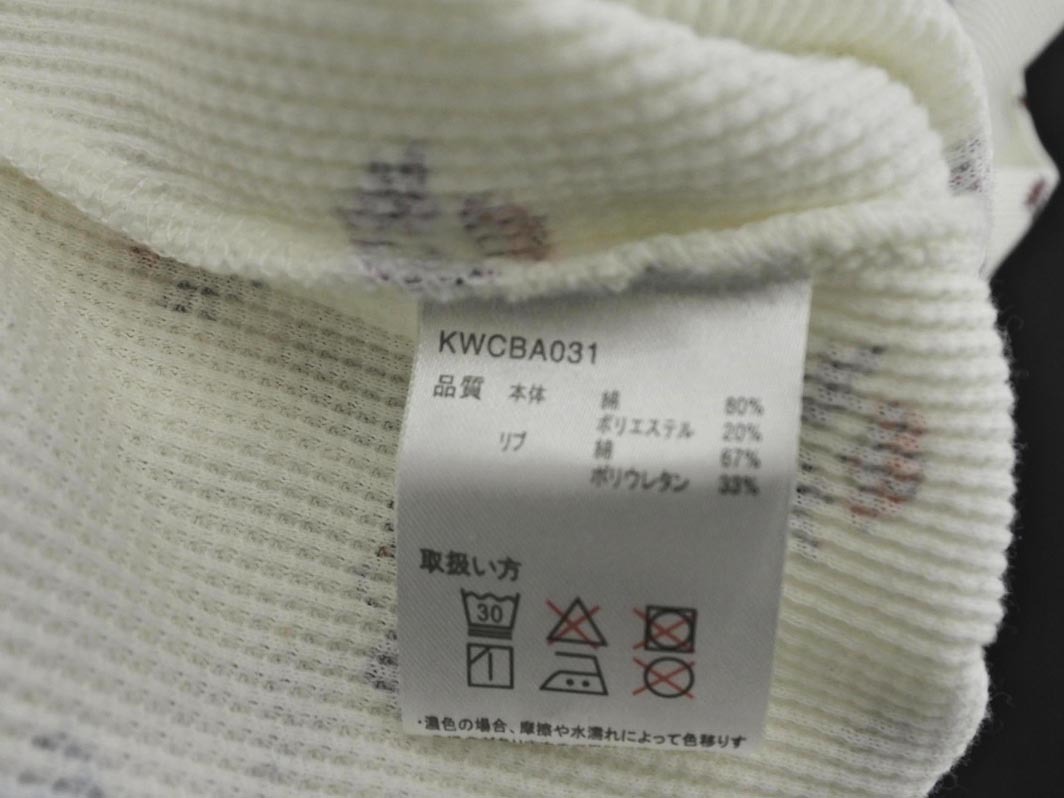 KWCBA031
品質 本体 綿 80%
ポリエステル 20%
リブ 綿 67%
ポリウレタン 33%
取扱い方
30
・濃色の場合、摩擦や水濡れによって色移りす